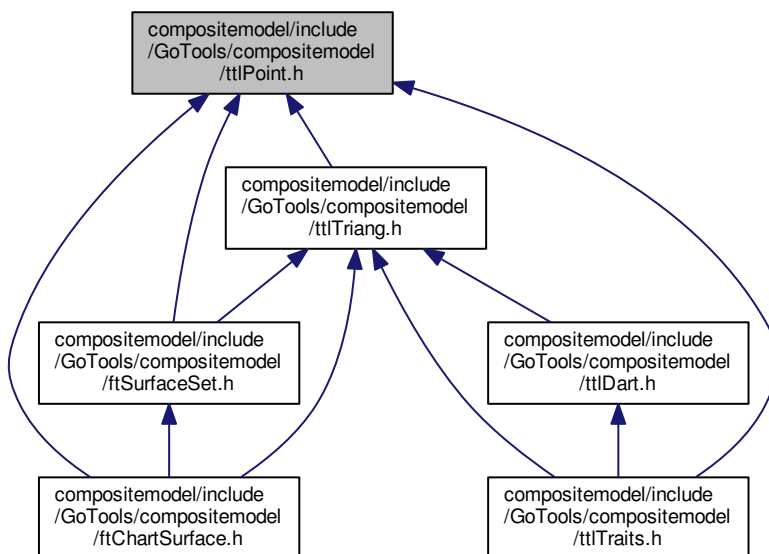 compositemodel/include
/GoTools/compositemodel
/ttlPoint.h
compositemodel/include
/GoTools/compositemodel
/ttlTriang.h
compositemodel/include
/GoTools/compositemodel
/ftSurfaceSet.h
compositemodel/include
/GoTools/compositemodel
/ttlDart.h
compositemodel/include
/GoTools/compositemodel
/ftChartSurface.h
compositemodel/include
/GoTools/compositemodel
/ttlTraits.h